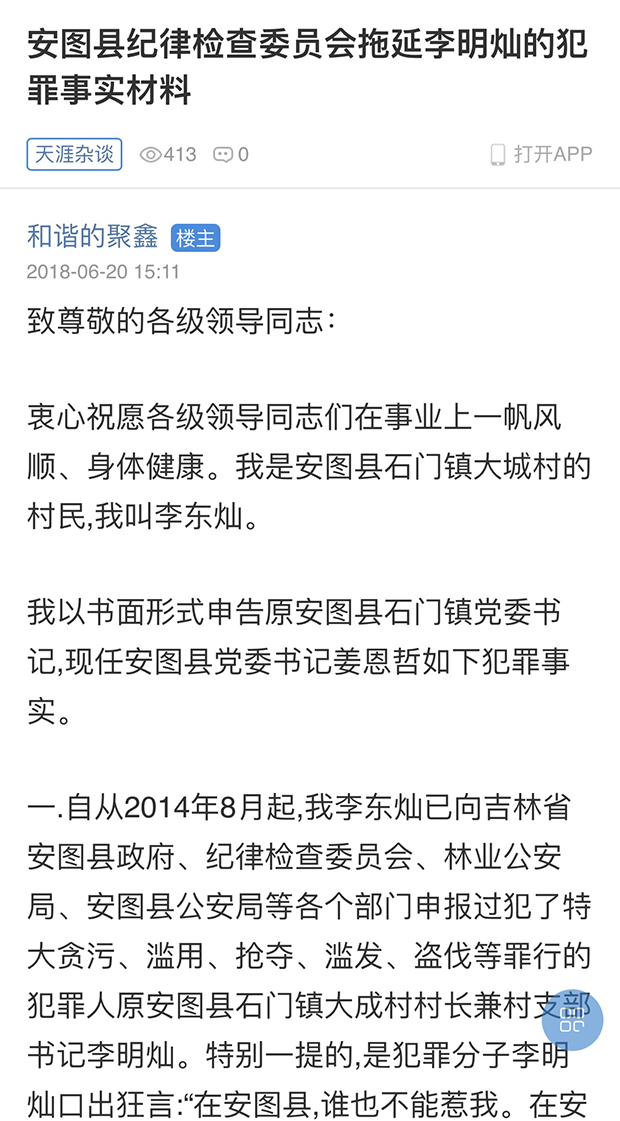 安图县纪律检查委员会拖延李明灿的犯
罪事实材料
天涯杂谈 413 0 打开APP
和谐的聚鑫 楼主
2018-06-20 15:11
致尊敬的各级领导同志：
衷心祝愿各级领导同志们在事业上一帆风
顺、身体健康。我是安图县石门镇大城村的
村民,我叫李东灿。
我以书面形式申告原安图县石门镇党委书
记,现任安图县党委书记姜恩哲如下犯罪事
实。
一.自从2014年8月起,我李东灿已向吉林省
安图县政府、纪律检查委员会、林业公安
局、安图县公安局等各个部门申报过犯了特
大贪污、滥用、抢夺、滥发、盗伐等罪行的
犯罪人原安图县石门镇大成村村长兼村支部
书记李明灿。特别一提的,是犯罪分子李明
灿口出狂言:“在安图县,谁也不能惹我。在安